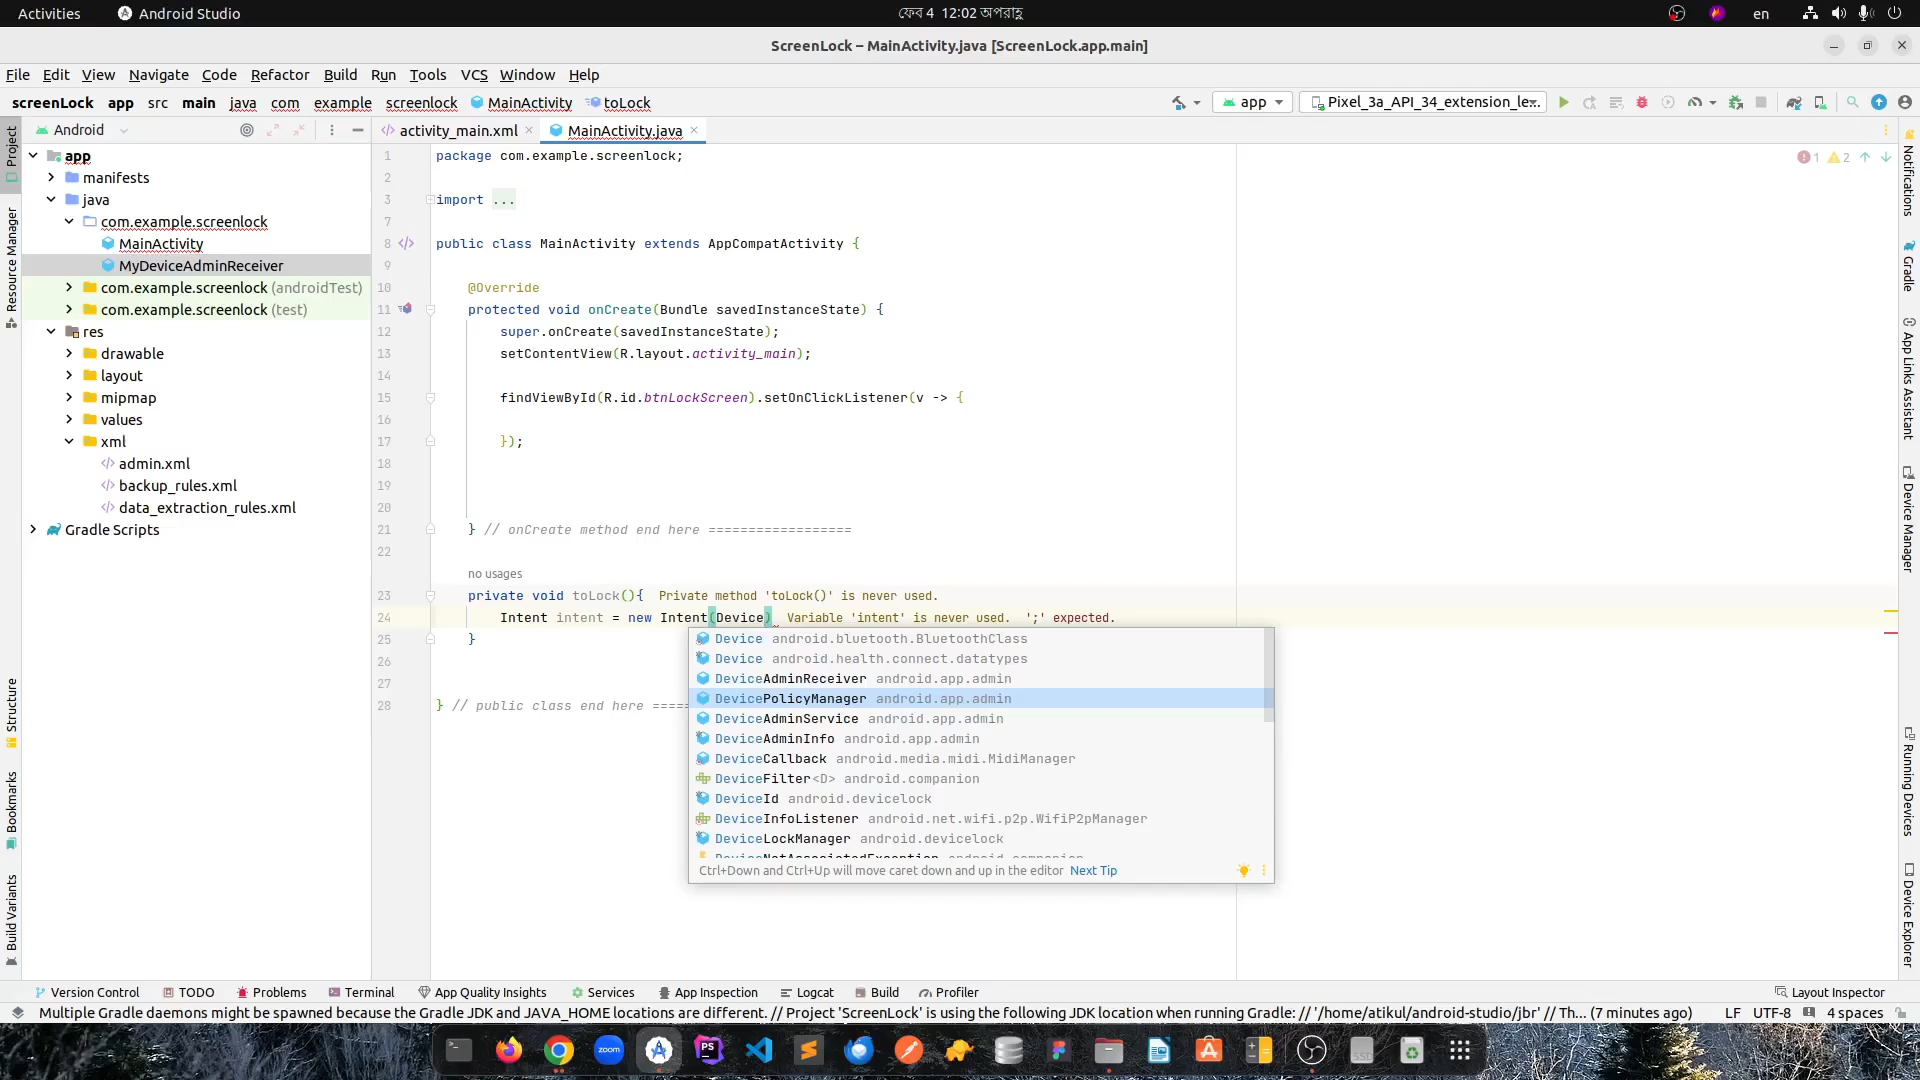 Activities
Android Studio
ফেব 4 12:02 অপরাহ্ণ
en
ScreenLock – MainActivity.java [ScreenLock.app.main]
File Edit View Navigate Code Refactor Build Run Tools VCS Window Help
screenLock app src main java com example screenlock MainActivity toLock
app
Pixel_3a_API_34_extension_le...
Android
activity_main.xml
MainActivity.java
app
manifests
java
com.example.screenlock
MainActivity
MyDeviceAdminReceiver
com.example.screenlock (androidTest)
com.example.screenlock (test)
res
drawable
layout
mipmap
values
xml
admin.xml
backup_rules.xml
data_extraction_rules.xml
Gradle Scripts
Project
Resource Manager
Structure
Bookmarks
Build Variants
1 package com.example.screenlock;
2
3 import ...
7
8 public class MainActivity extends AppCompatActivity {
9
10 @Override
11 protected void onCreate(Bundle savedInstanceState) {
12 super.onCreate(savedInstanceState);
13 setContentView(R.layout.activity_main);
14
15 findViewById(R.id.btnLockScreen).setOnClickListener(v -> {
16
17 });
18
19
20
21 } // onCreate method end here ==================
22
no usages
23 private void toLock(){ Private method 'toLock()' is never used.
24 Intent intent = new Intent(Device) Variable 'intent' is never used. ';' expected.
25 }
26
27
28 } // public class end here =====
1 2
Device android.bluetooth.BluetoothClass
Device android.health.connect.datatypes
DeviceAdminReceiver android.app.admin
DevicePolicyManager android.app.admin
DeviceAdminService android.app.admin
DeviceAdminInfo android.app.admin
DeviceCallback android.media.midi.MidiManager
DeviceFilter<D> android.companion
DeviceId android.devicelock
DeviceInfoListener android.net.wifi.p2p.WifiP2pManager
DeviceLockManager android.devicelock
DeviceNotAssociatedException android.companion
Ctrl+Down and Ctrl+Up will move caret down and up in the editor Next Tip
Notifications
Gradle
App Links Assistant
Device Manager
Running Devices
Device Explorer
Version Control TODO Problems Terminal App Quality Insights Services App Inspection Logcat Build Profiler
Layout Inspector
Multiple Gradle daemons might be spawned because the Gradle JDK and JAVA_HOME locations are different. // Project 'ScreenLock' is using the following JDK location when running Gradle: // '/home/atikul/android-studio/jbr' // Th... (7 minutes ago)
LF UTF-8 4 spaces
zoom
PS
SSD